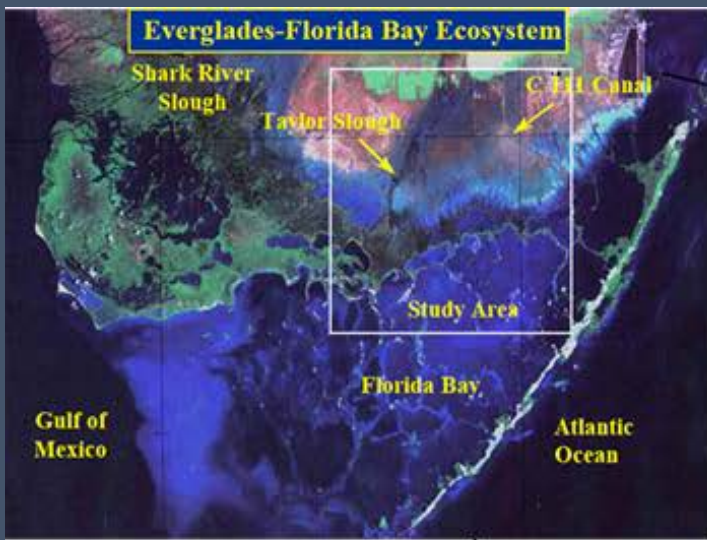 Everglades-Florida Bay Ecosystem
Shark River
Slough
C 111 Canal
Taylor Slough
Study Area
Florida Bay
Gulf of
Mexico
Atlantic
Ocean